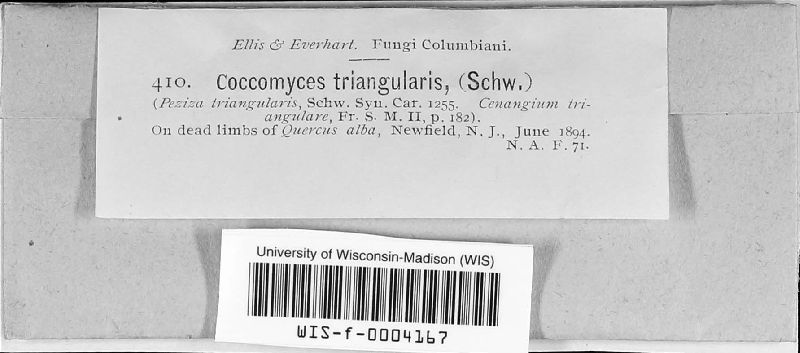 Ellis & Everhart. Fungi Columbiani.
410. Coccomyces triangularis, (Schw.)
(Peziza triangularis, Schw. Syn. Car. 1255. Cenangium tri-
angulare, Fr. S. M. II, p. 182).
On dead limbs of Quercus alba, Newfield, N. J., June 1894.
N. A. F. 71.
University of Wisconsin-Madison (WIS)
WIS-f-0004167